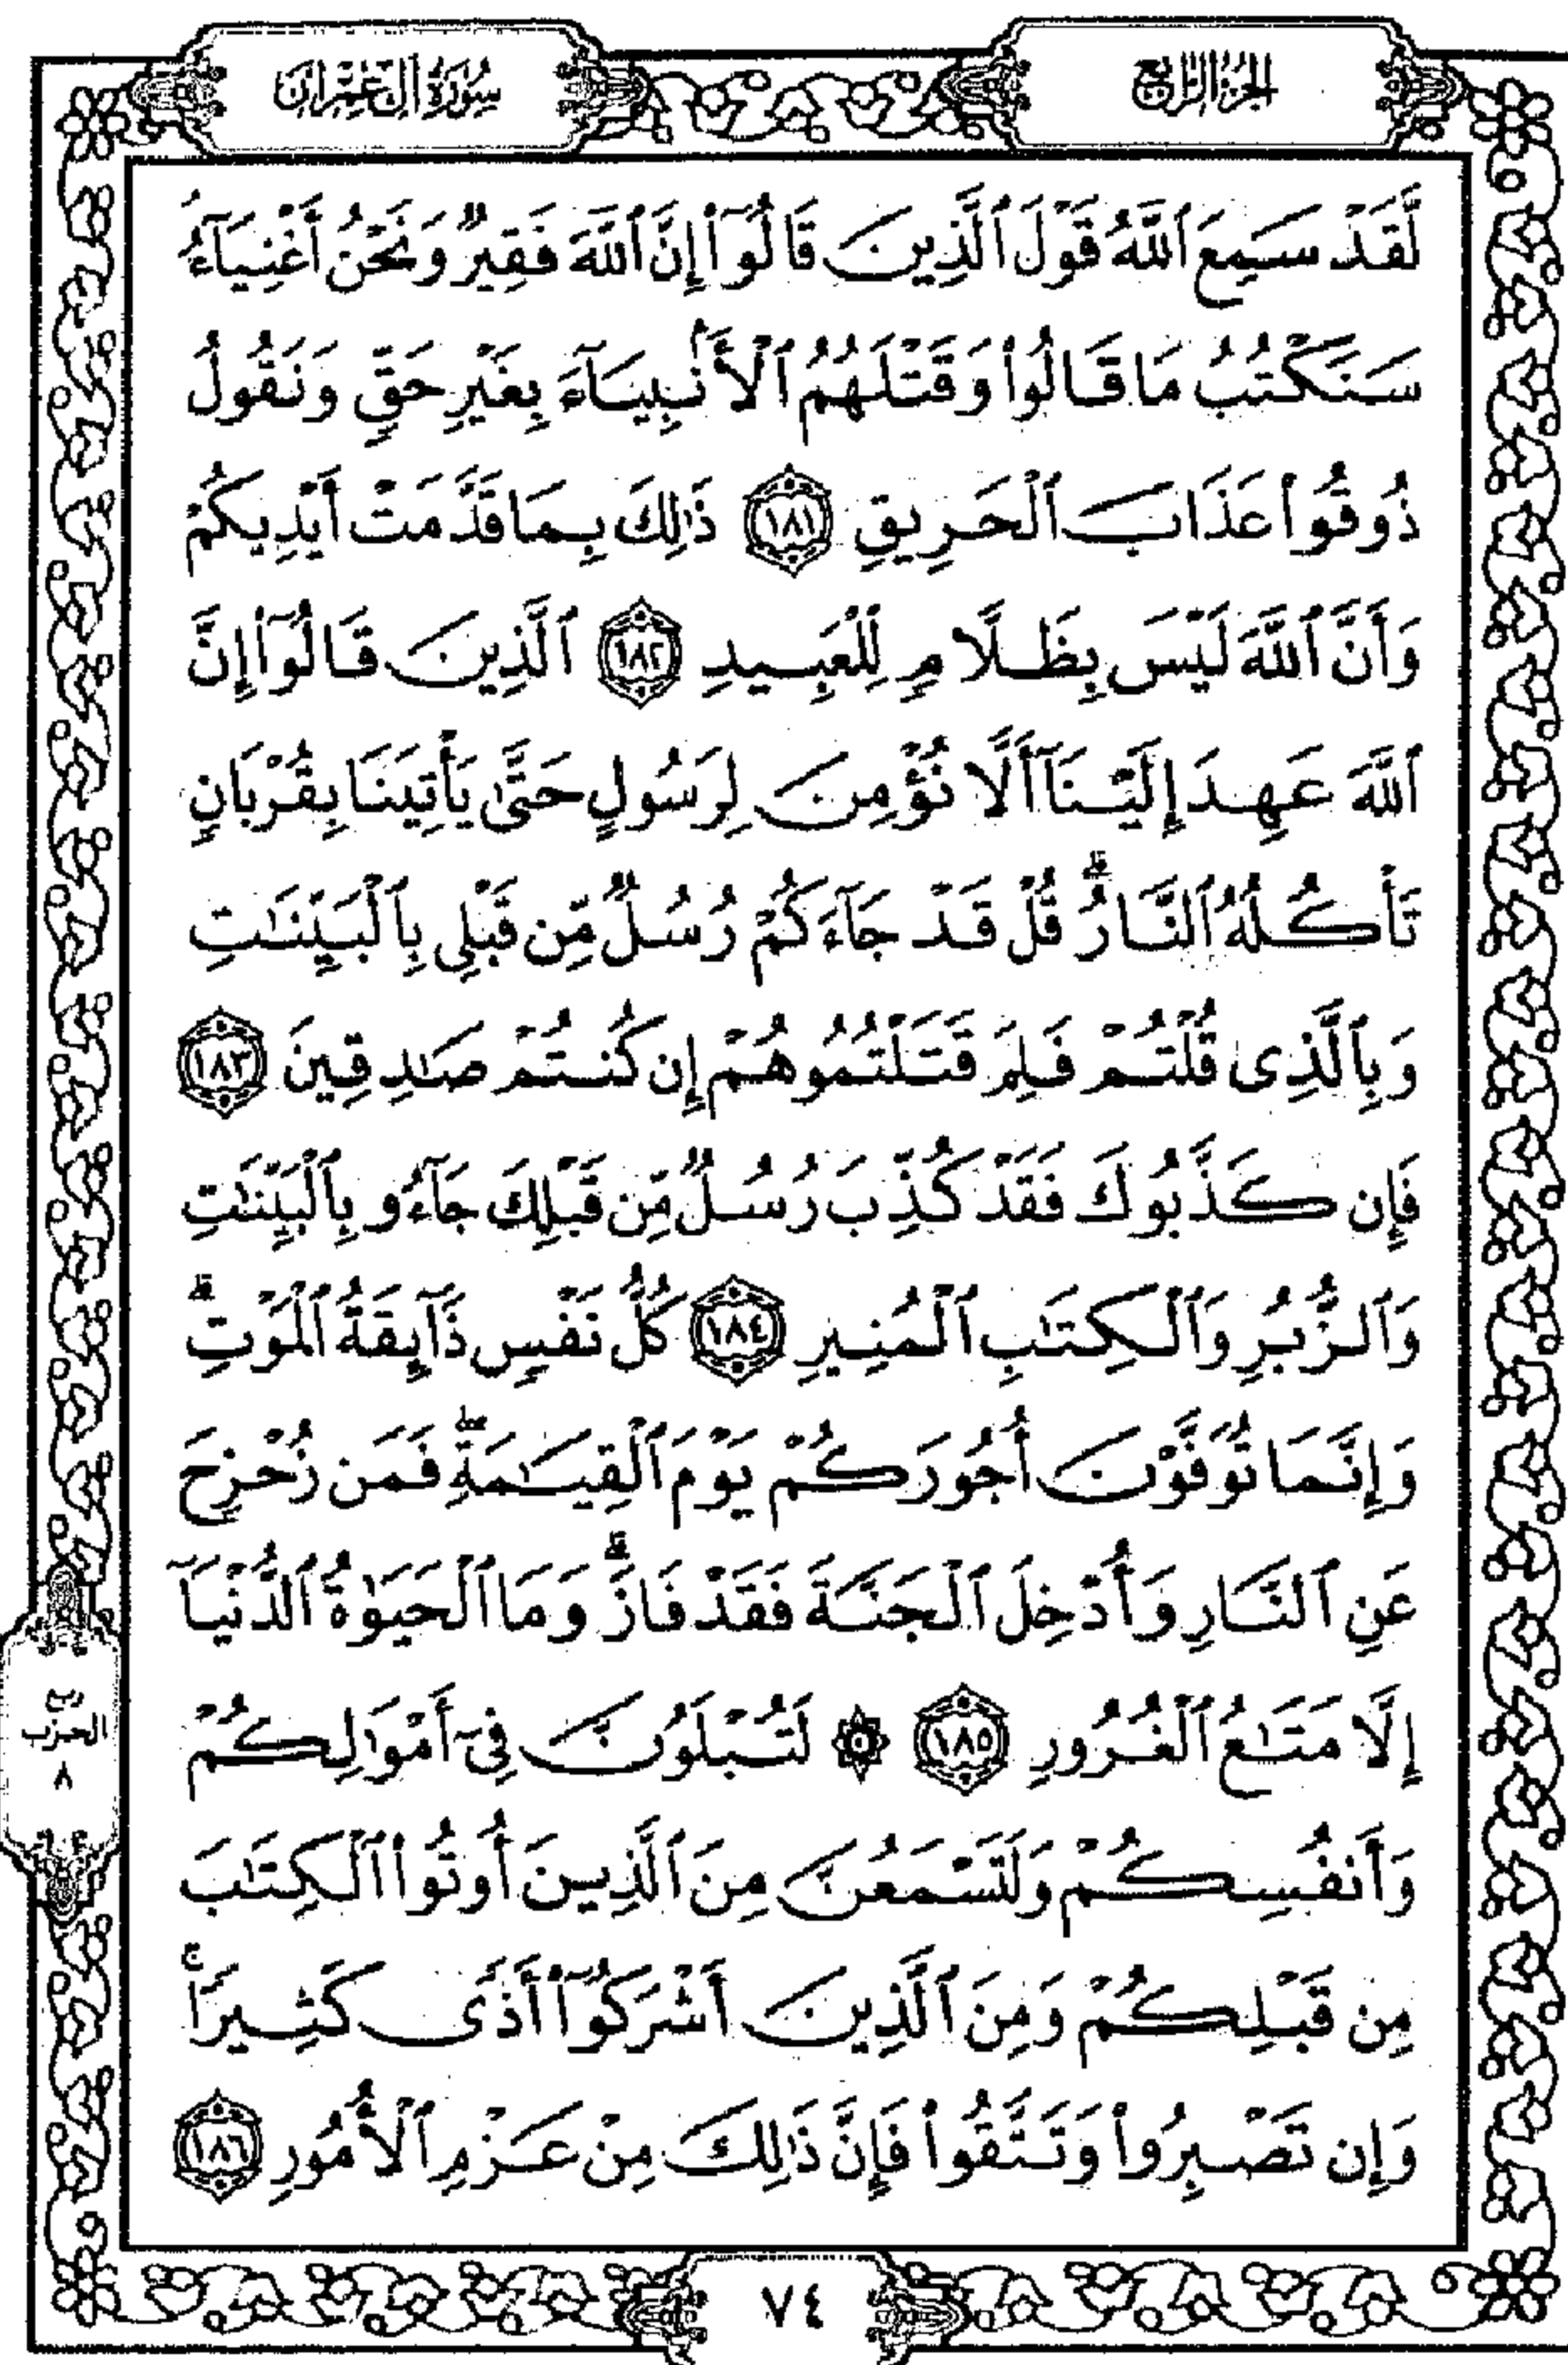 الجزء الرابع
سورة آل عمران
لَّقَدْ سَمِعَ ٱللَّهُ قَوْلَ ٱلَّذِينَ قَالُوٓا۟ إِنَّ ٱللَّهَ فَقِيرٌ وَنَحْنُ أَغْنِيَآءُ
سَنَكْتُبُ مَا قَالُوا۟ وَقَتْلَهُمُ ٱلْأَنۢبِيَآءَ بِغَيْرِ حَقٍّ وَنَقُولُ
ذُوقُوا۟ عَذَابَ ٱلْحَرِيقِ ١٨١ ذَٰلِكَ بِمَا قَدَّمَتْ أَيْدِيكُمْ
وَأَنَّ ٱللَّهَ لَيْسَ بِظَلَّامٍ لِّلْعَبِيدِ ١٨٢ ٱلَّذِينَ قَالُوٓا۟ إِنَّ
ٱللَّهَ عَهِدَ إِلَيْنَآ أَلَّا نُؤْمِنَ لِرَسُولٍ حَتَّىٰ يَأْتِيَنَا بِقُرْبَانٍ
تَأْكُلُهُ ٱلنَّارُ ۗ قُلْ قَدْ جَآءَكُمْ رُسُلٌ مِّن قَبْلِى بِٱلْبَيِّنَـٰتِ
وَبِٱلَّذِى قُلْتُمْ فَلِمَ قَتَلْتُمُوهُمْ إِن كُنتُمْ صَـٰدِقِينَ ١٨٣
فَإِن كَذَّبُوكَ فَقَدْ كُذِّبَ رُسُلٌ مِّن قَبْلِكَ جَآءُو بِٱلْبَيِّنَـٰتِ
وَٱلزُّبُرِ وَٱلْكِتَـٰبِ ٱلْمُنِيرِ ١٨٤ كُلُّ نَفْسٍ ذَآئِقَةُ ٱلْمَوْتِ ۗ
وَإِنَّمَا تُوَفَّوْنَ أُجُورَكُمْ يَوْمَ ٱلْقِيَـٰمَةِ ۖ فَمَن زُحْزِحَ
عَنِ ٱلنَّارِ وَأُدْخِلَ ٱلْجَنَّةَ فَقَدْ فَازَ ۗ وَمَا ٱلْحَيَوٰةُ ٱلدُّنْيَآ
إِلَّا مَتَـٰعُ ٱلْغُرُورِ ١٨٥ ۞ لَتُبْلَوُنَّ فِىٓ أَمْوَٰلِكُمْ
وَأَنفُسِكُمْ وَلَتَسْمَعُنَّ مِنَ ٱلَّذِينَ أُوتُوا۟ ٱلْكِتَـٰبَ
مِن قَبْلِكُمْ وَمِنَ ٱلَّذِينَ أَشْرَكُوٓا۟ أَذًى كَثِيرًا ۚ
وَإِن تَصْبِرُوا۟ وَتَتَّقُوا۟ فَإِنَّ ذَٰلِكَ مِنْ عَزْمِ ٱلْأُمُورِ ١٨٦
الحزب
٨
٧٤